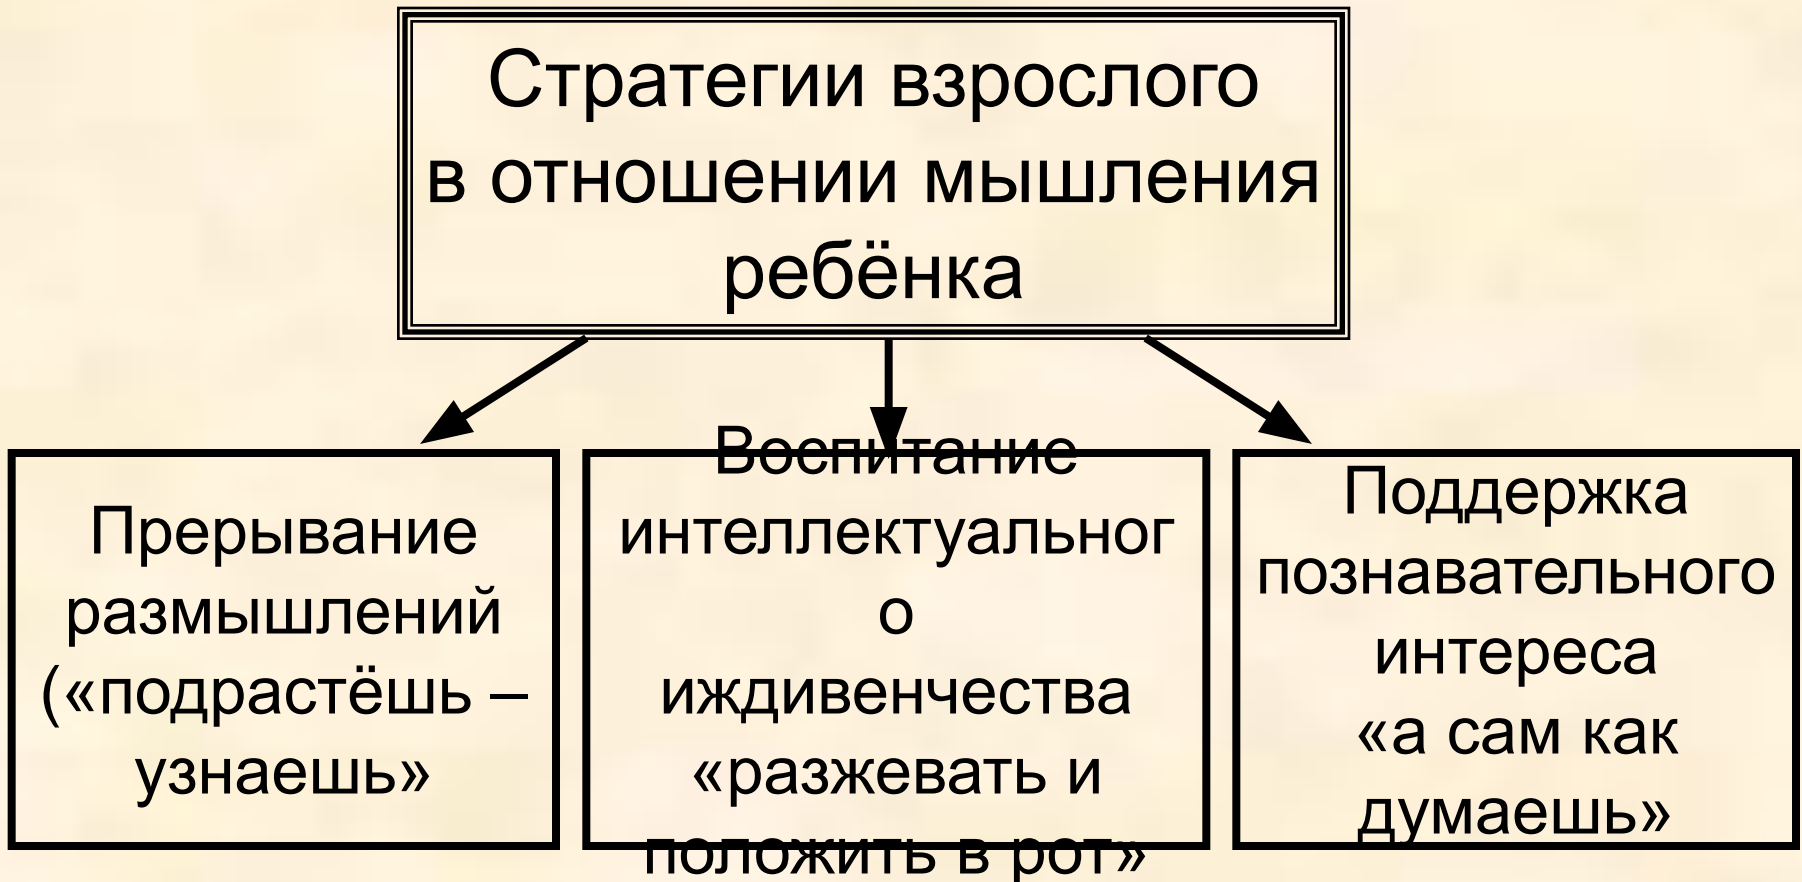 Стратегии взрослого
в отношении мышления
ребёнка
Прерывание
размышлений
(«подрастёшь –
узнаешь»
Воспитание
интеллектуальног
о
иждивенчества
«разжевать и
положить в рот»
Поддержка
познавательного
интереса
«а сам как
думаешь»